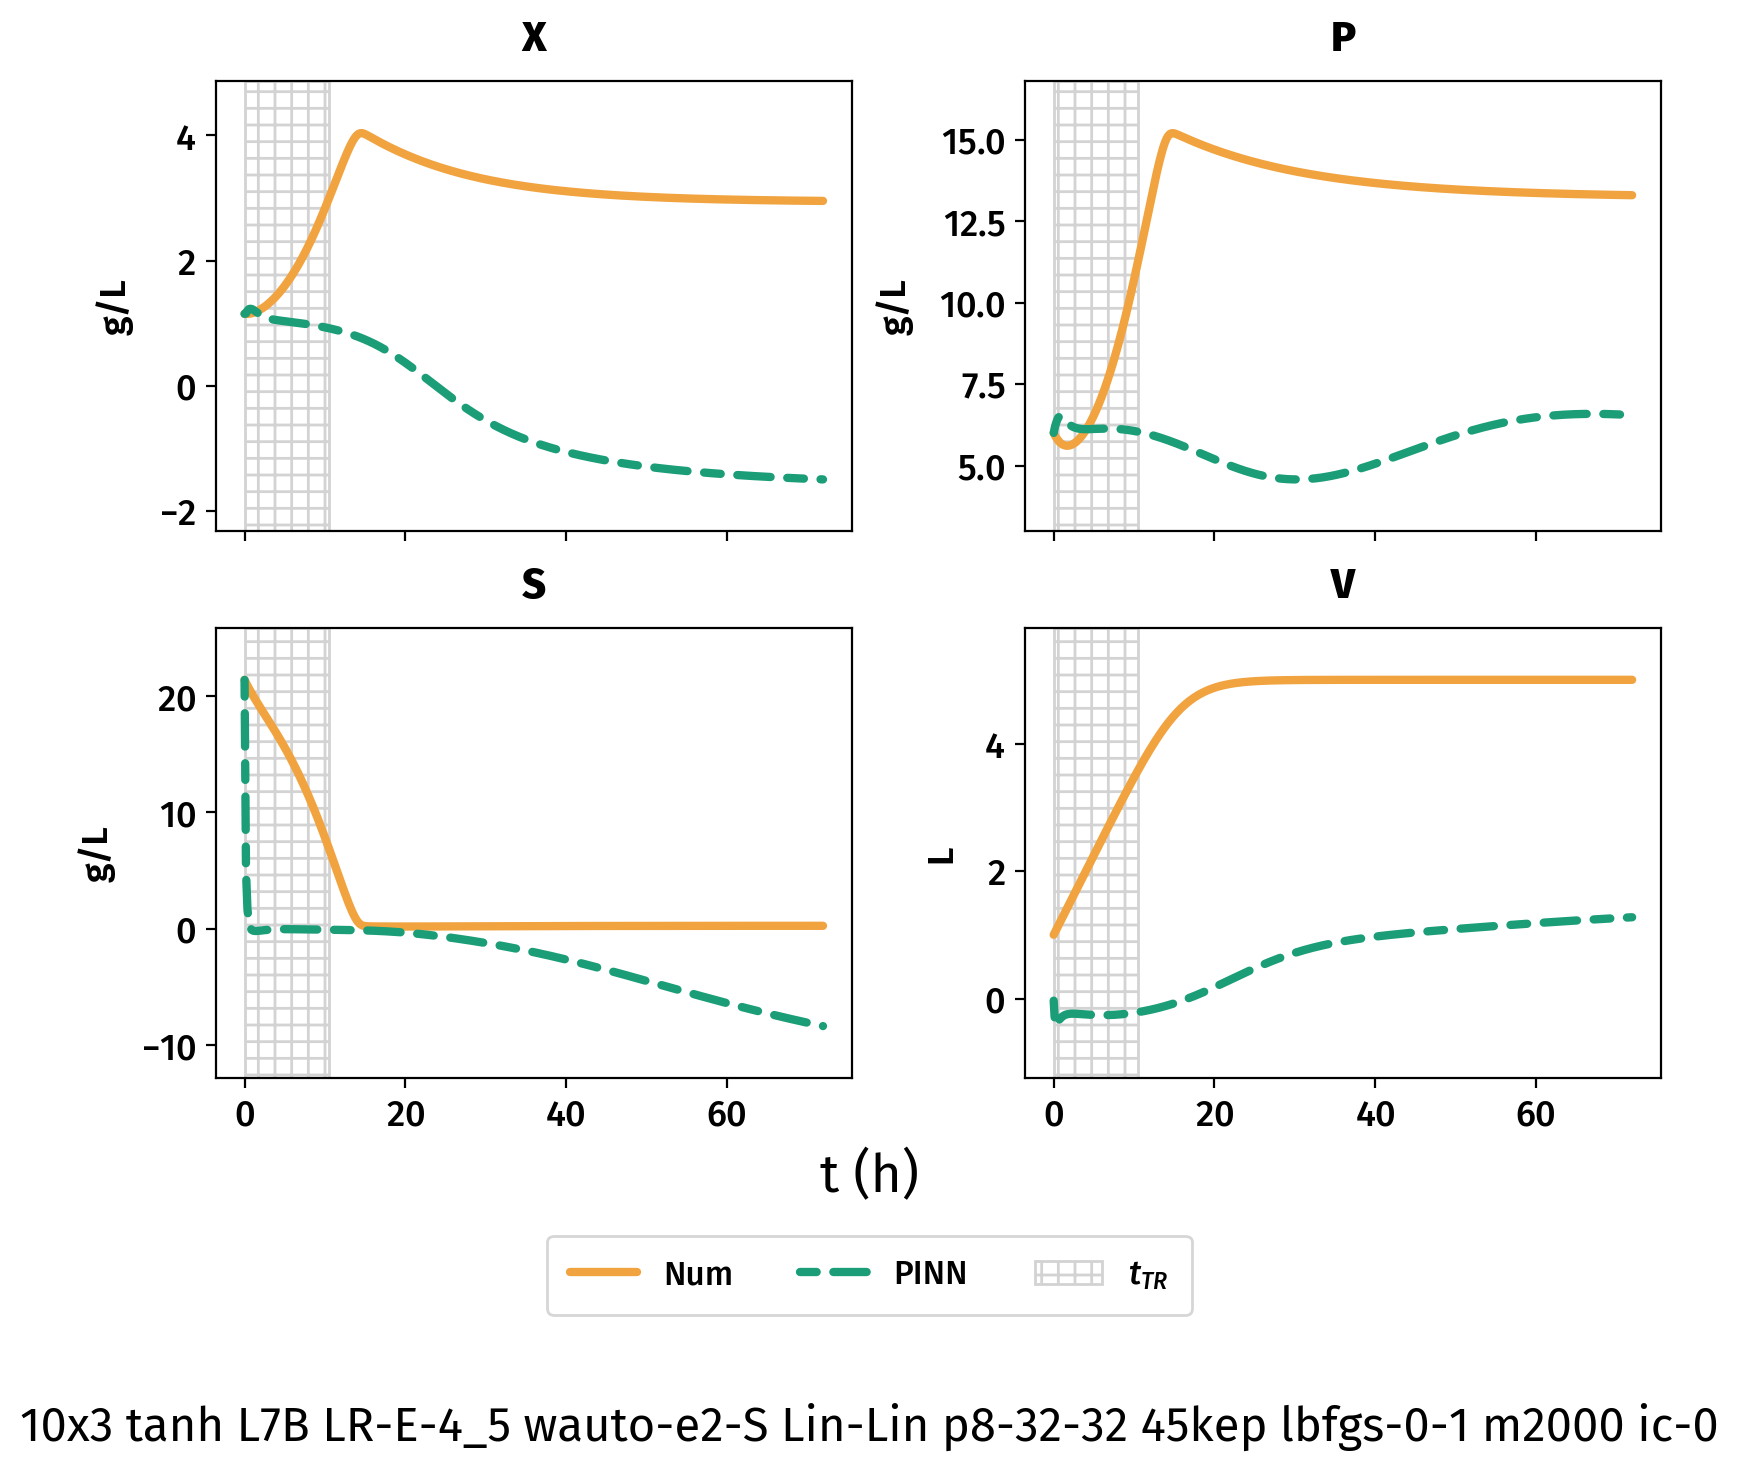 X
P
4
2
0
−2
g/L
15.0
12.5
10.0
7.5
5.0
g/L
S
V
20
10
0
−10
g/L
4
2
0
L
0 20 40 60
0 20 40 60
t (h)
Num PINN tTR
10x3 tanh L7B LR-E-4_5 wauto-e2-S Lin-Lin p8-32-32 45kep lbfgs-0-1 m2000 ic-0